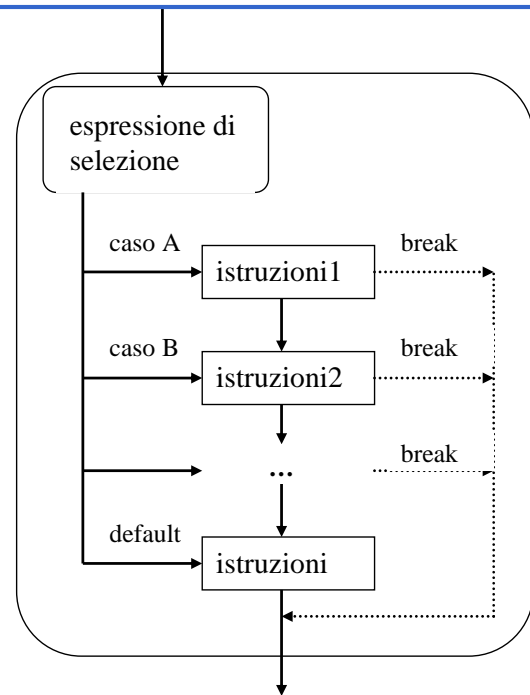 espressione di
selezione
caso A
istruzioni1
break
caso B
istruzioni2
break
...
break
default
istruzioni